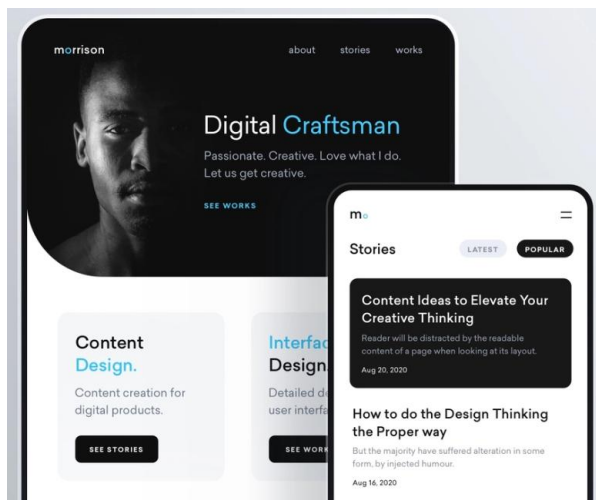 morrison
about stories works
Digital Craftsman
Passionate. Creative. Love what I do.
Let us get creative.
SEE WORKS
Content
Design.
Content creation for
digital products.
SEE STORIES
Design.
Detailed
SEE
mo
Stories
LATEST POPULAR
Content Ideas to Elevate Your
Creative Thinking
Reader will be distracted by the readable
content of a page when looking at its layout.
Aug 20, 2020
How to do the Design Thinking
the Proper way
But the majority have suffered alteration in some
form, by injected humour.
Aug 16, 2020